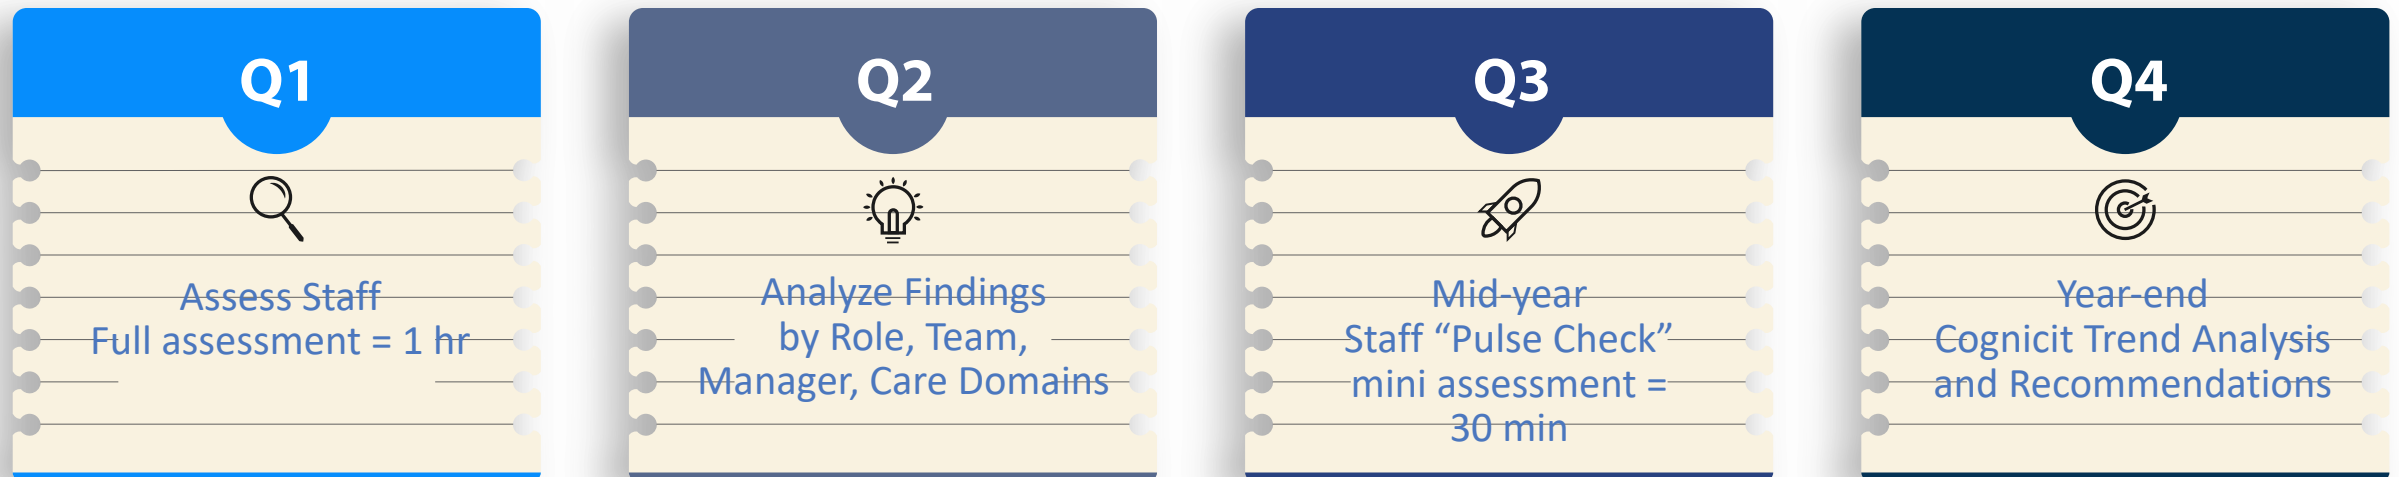 Q1
Assess Staff
Full assessment = 1 hr
Q2
Analyze Findings
by Role, Team,
Manager, Care Domains
Q3
Mid-year
Staff “Pulse Check”
mini assessment =
30 min
Q4
Year-end
Cognicit Trend Analysis
and Recommendations